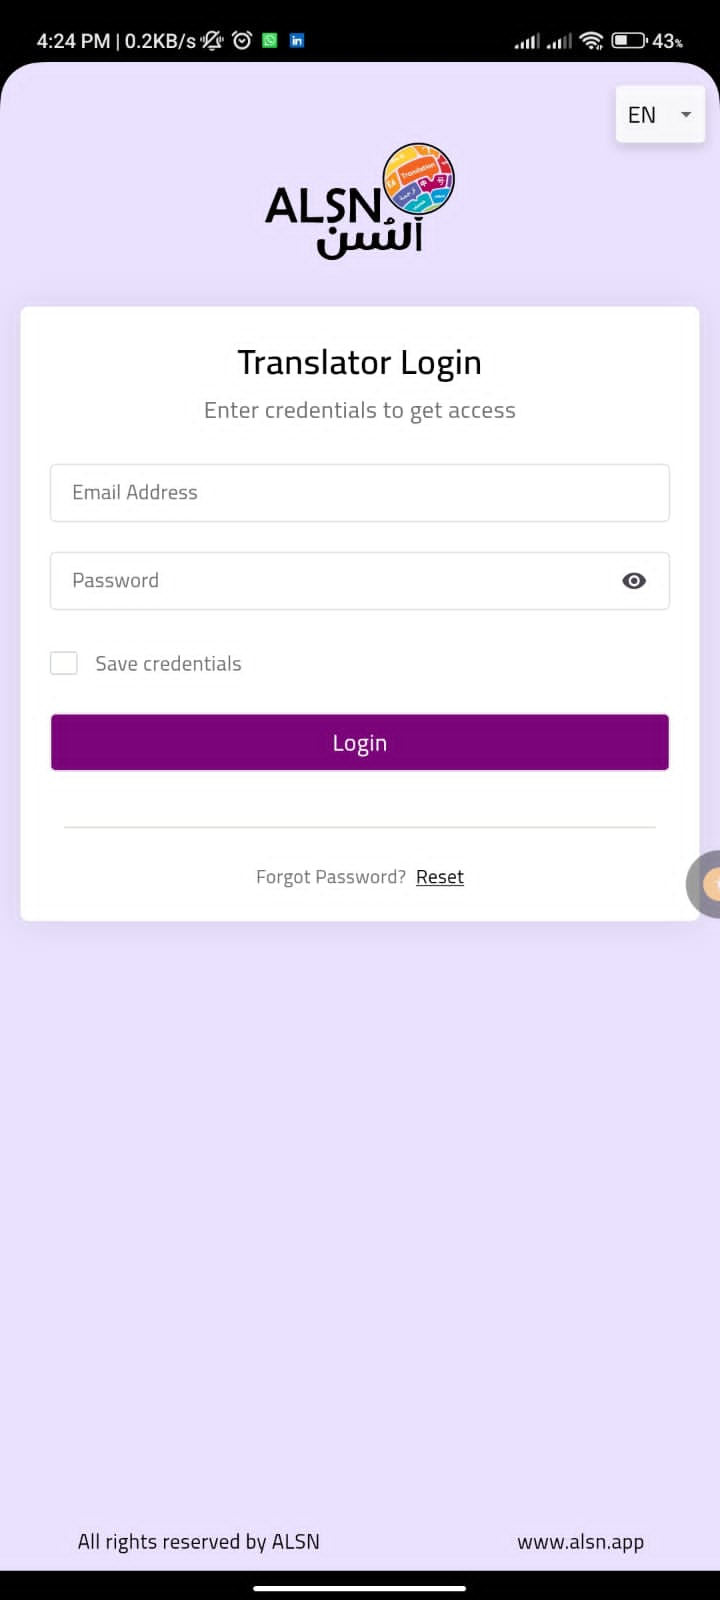 4:24 PM | 0.2KB/s
43%
EN
Translation
ALSN
ألسُن
Translator Login
Enter credentials to get access
Email Address
Password
Save credentials
Login
Forgot Password? Reset
All rights reserved by ALSN
www.alsn.app